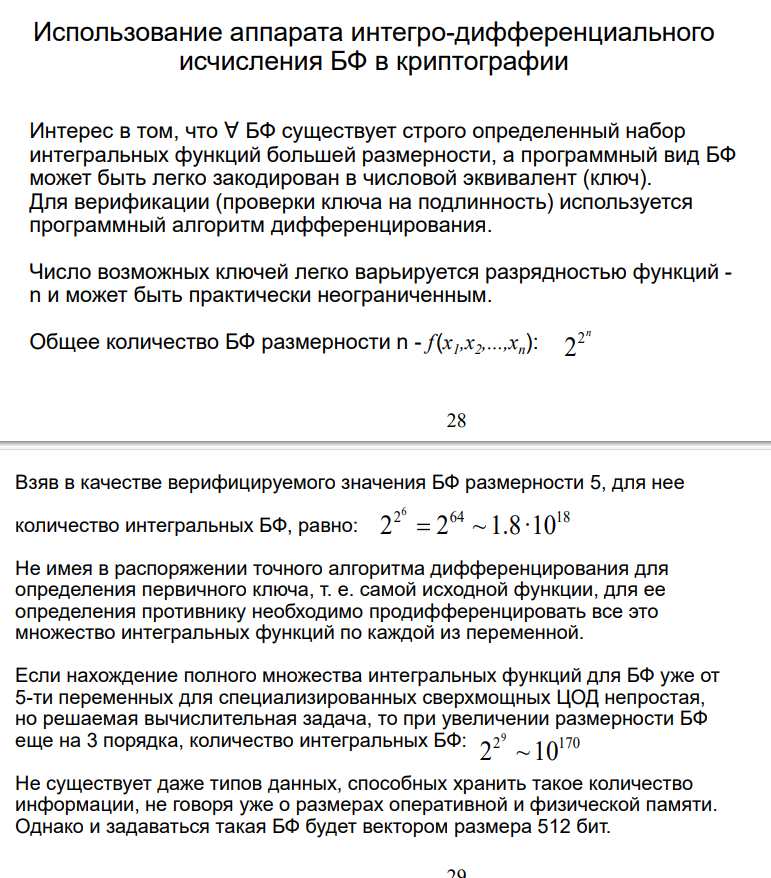 Использование аппарата интегро-дифференциального
исчисления БФ в криптографии
Интерес в том, что ∀ БФ существует строго определенный набор
интегральных функций большей размерности, а программный вид БФ
может быть легко закодирован в числовой эквивалент (ключ).
Для верификации (проверки ключа на подлинность) используется
программный алгоритм дифференцирования.
Число возможных ключей легко варьируется разрядностью функций -
n и может быть практически неограниченным.
Общее количество БФ размерности n - f(x₁,x₂,...,xₙ): 2^2^n
28
Взяв в качестве верифицируемого значения БФ размерности 5, для нее
количество интегральных БФ, равно: 2^2^6 = 2^64 ~ 1.8·10^18
Не имея в распоряжении точного алгоритма дифференцирования для
определения первичного ключа, т. е. самой исходной функции, для ее
определения противнику необходимо продифференцировать все это
множество интегральных функций по каждой из переменной.
Если нахождение полного множества интегральных функций для БФ уже от
5-ти переменных для специализированных сверхмощных ЦОД непростая,
но решаемая вычислительная задача, то при увеличении размерности БФ
еще на 3 порядка, количество интегральных БФ: 2^2^9 ~ 10^170
Не существует даже типов данных, способных хранить такое количество
информации, не говоря уже о размерах оперативной и физической памяти.
Однако и задаваться такая БФ будет вектором размера 512 бит.
29